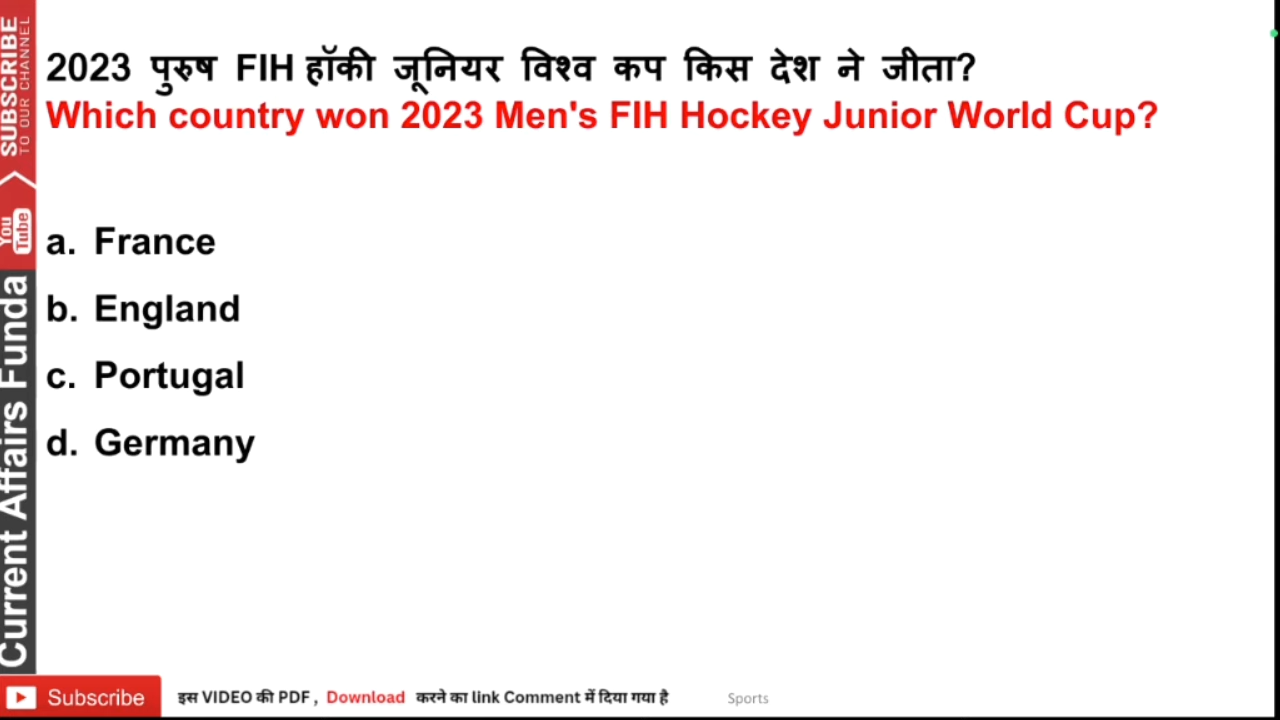 2023 पुरुष FIH हॉकी जूनियर विश्व कप किस देश ने जीता?
Which country won 2023 Men's FIH Hockey Junior World Cup?
a. France
b. England
c. Portugal
d. Germany
SUBSCRIBE
TO OUR CHANNEL
You
Tube
Current Affairs Funda
Subscribe
इस VIDEO की PDF , Download करने का link Comment में दिया गया है
Sports